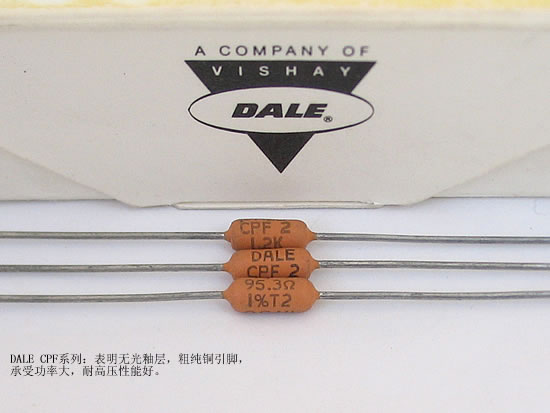 A COMPANY OF
VISHAY
DALE®
CPF 2
1.2K
DALE
CPF 2
95.3Ω
1%T2
DALE CPF系列：表明无光釉层，粗纯铜引脚，
承受功率大，耐高压性能好。